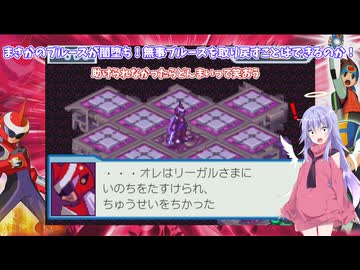 まさかのブルースが闇堕ち！無事ブルースを取り戻すことはできるのか！
助けられなかったらどんまいって笑おう
・・・オレはリーガルさまに
いのちをたすけられ、
ちゅうせいをちかった